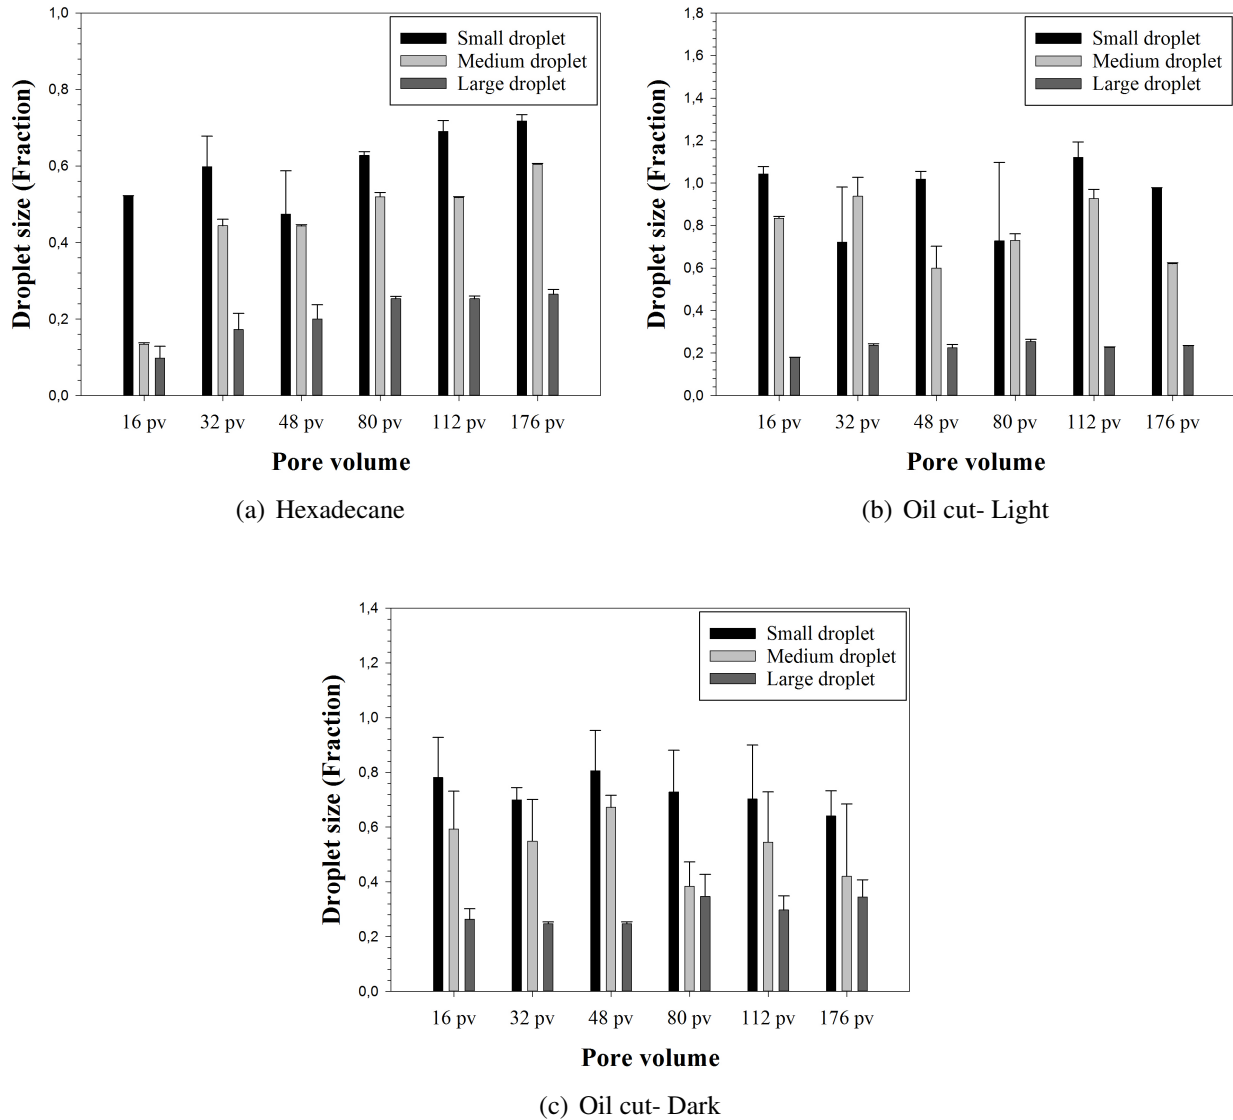 1,0
0,8
0,6
0,4
0,2
0,0
Droplet size (Fraction)
Small droplet
Medium droplet
Large droplet
16 pv 32 pv 48 pv 80 pv 112 pv 176 pv
Pore volume
(a) Hexadecane
1,8
1,6
1,4
1,2
1,0
0,8
0,6
0,4
0,2
0,0
Droplet size (Fraction)
Small droplet
Medium droplet
Large droplet
16 pv 32 pv 48 pv 80 pv 112 pv 176 pv
Pore volume
(b) Oil cut- Light
1,4
1,2
1,0
0,8
0,6
0,4
0,2
0,0
Droplet size (Fraction)
Small droplet
Medium droplet
Large droplet
16 pv 32 pv 48 pv 80 pv 112 pv 176 pv
Pore volume
(c) Oil cut- Dark